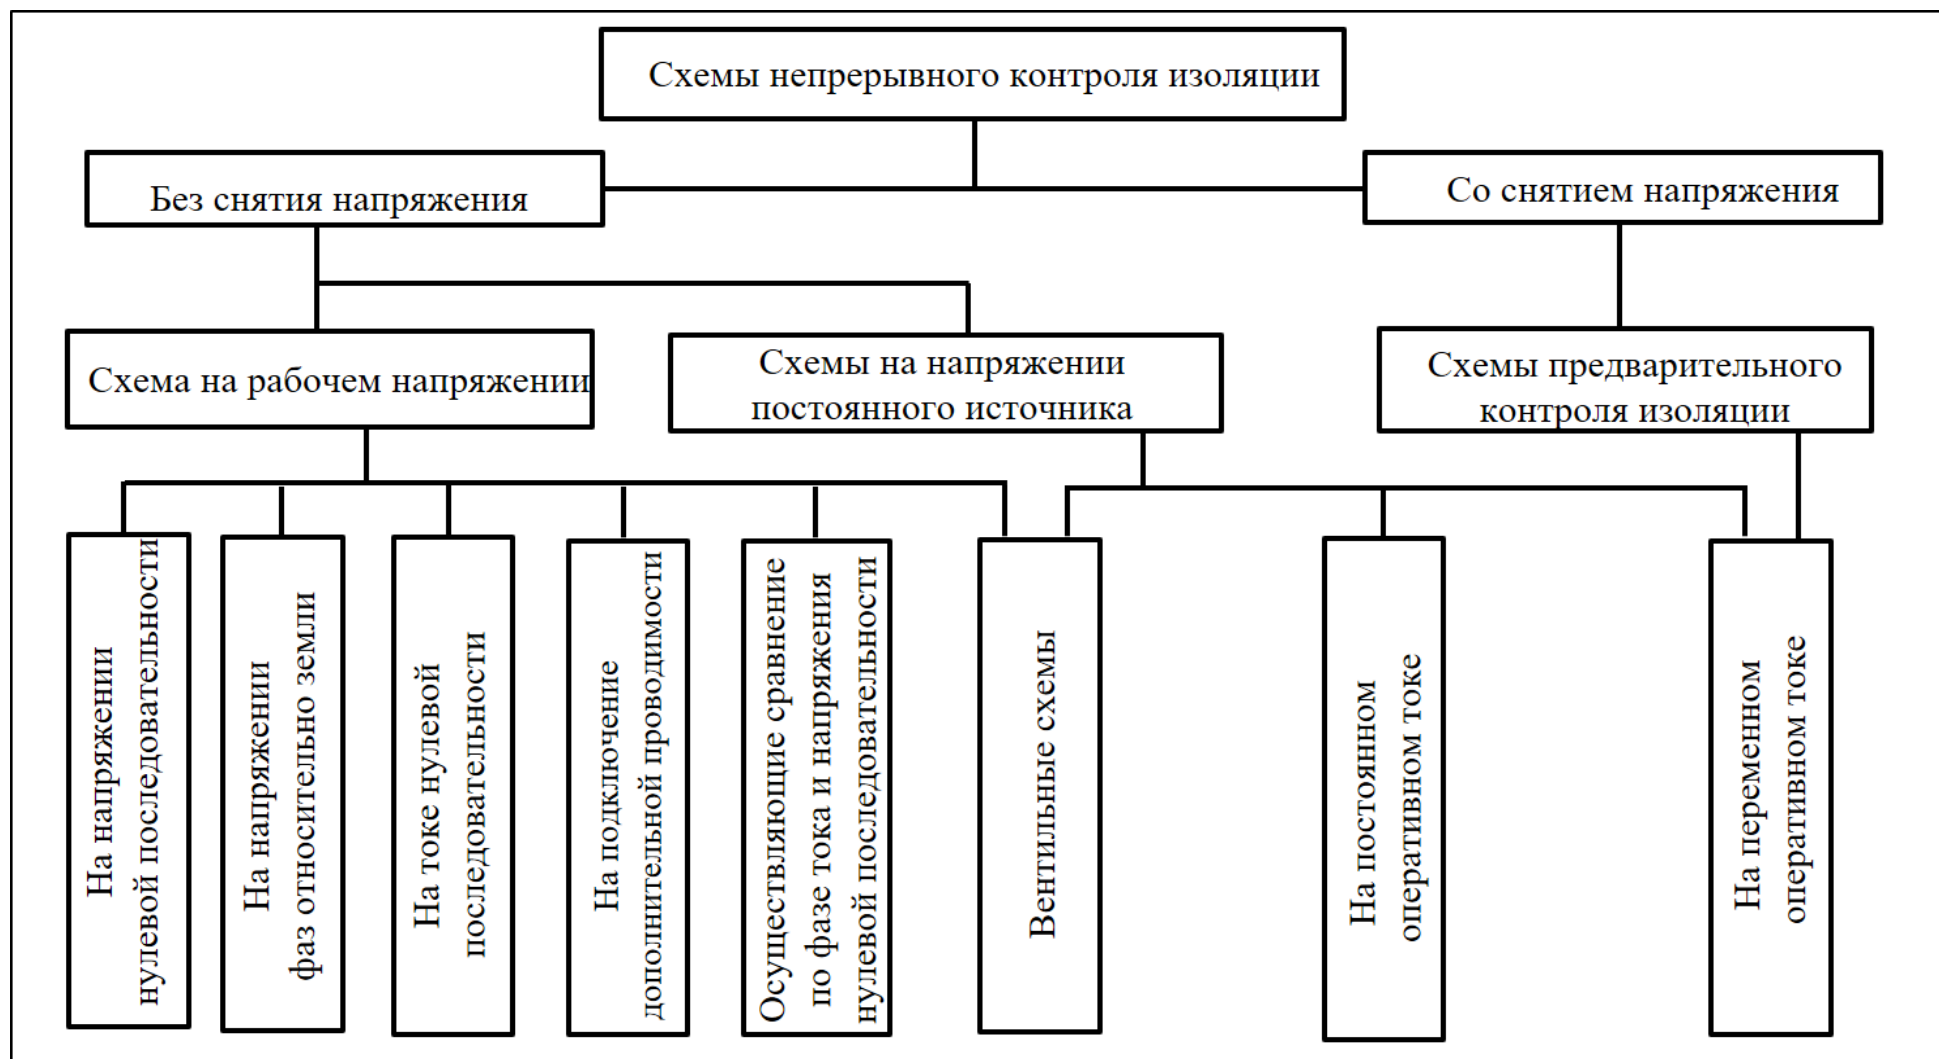 Схемы непрерывного контроля изоляции
Без снятия напряжения
Со снятием напряжения
Схема на рабочем напряжении
Схемы на напряжении
постоянного источника
Схемы предварительного
контроля изоляции
На напряжении
нулевой последовательности
На напряжении
фаз относительно земли
На токе нулевой
последовательности
На подключение
дополнительной проводимости
Осуществляющие сравнение
по фазе тока и напряжения
нулевой последовательности
Вентильные схемы
На постоянном
оперативном токе
На переменном
оперативном токе